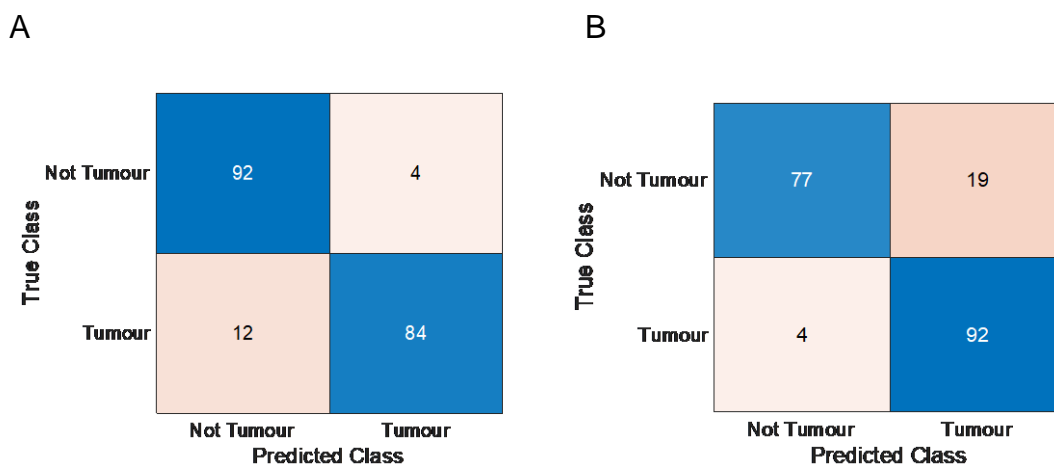 A
Not Tumour
92
4
True Class
Tumour
12
84
Not Tumour
Tumour
Predicted Class
B
Not Tumour
77
19
True Class
Tumour
4
92
Not Tumour
Tumour
Predicted Class